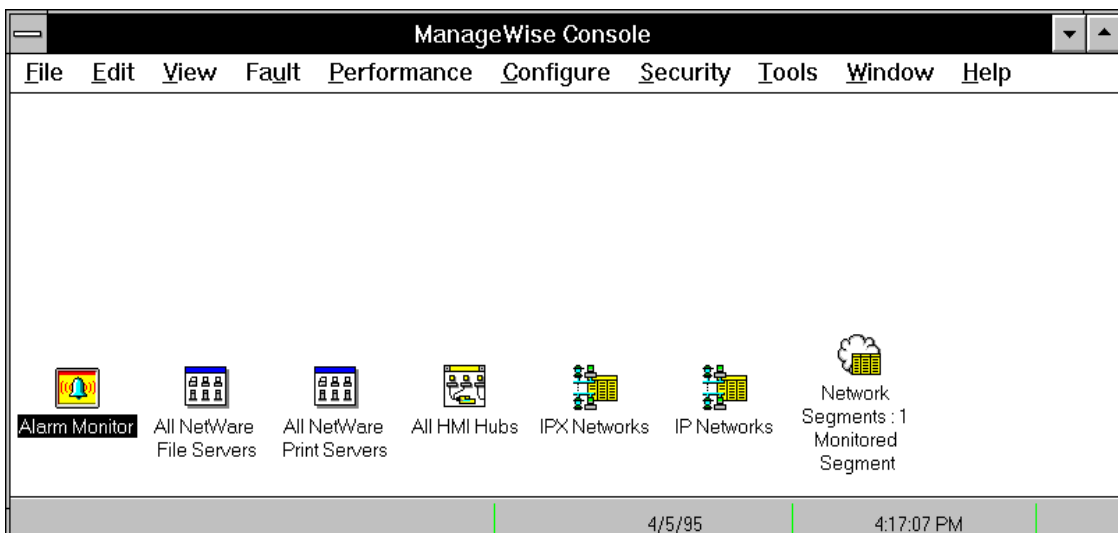 ManageWise Console
File Edit View Fault Performance Configure Security Tools Window Help
Alarm Monitor
All NetWare
File Servers
All NetWare
Print Servers
All HMI Hubs
IPX Networks
IP Networks
Network
Segments : 1
Monitored
Segment
4/5/95
4:17:07 PM